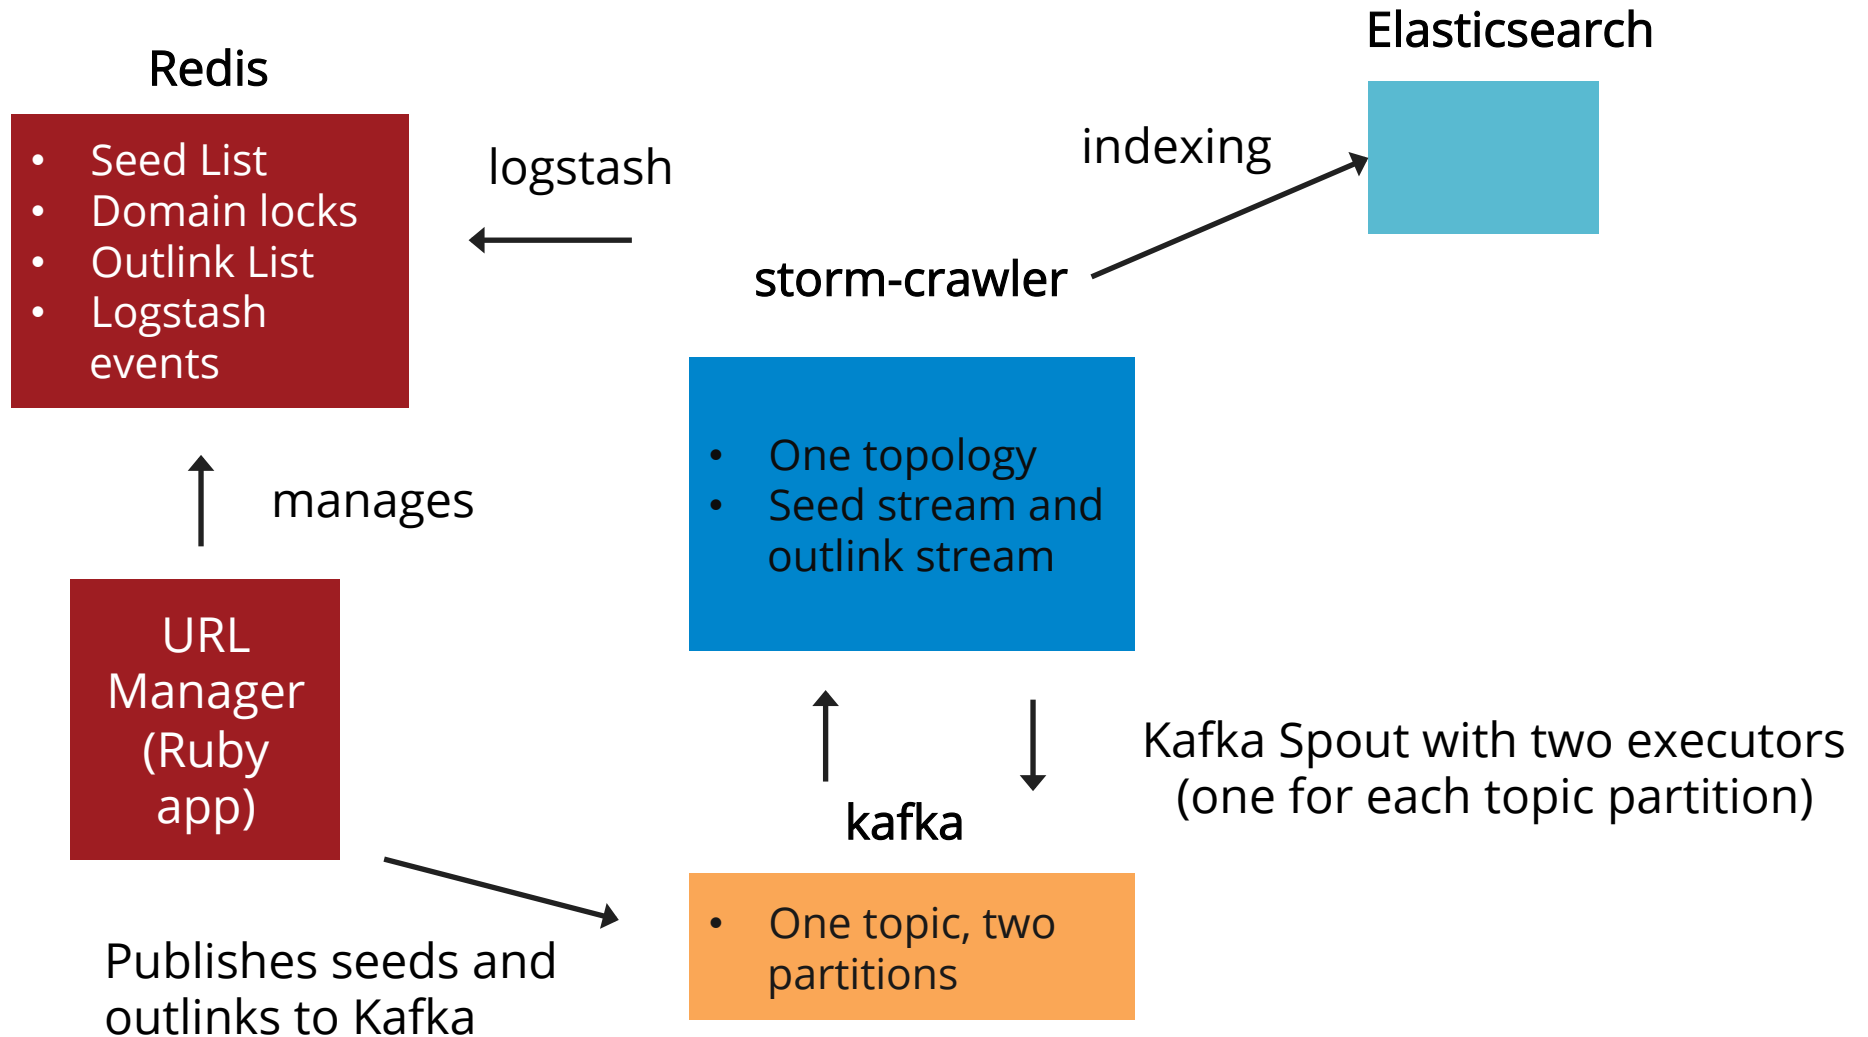 Elasticsearch
Redis
• Seed List
• Domain locks
• Outlink List
• Logstash
events
logstash
indexing
storm-crawler
• One topology
• Seed stream and
outlink stream
manages
URL
Manager
(Ruby
app)
Kafka Spout with two executors
(one for each topic partition)
kafka
• One topic, two
partitions
Publishes seeds and
outlinks to Kafka